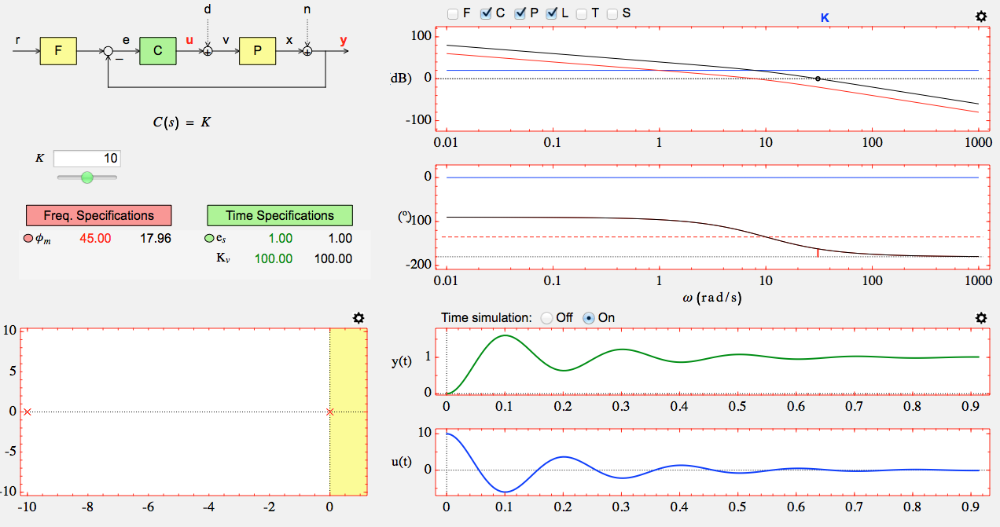 d n
r e u v x y
F C P
+ +
−
C(s) = K
K 10
Freq. Specifications Time Specifications
ϕm 45.00 17.96 es 1.00 1.00
Kv 100.00 100.00
F C P L T S
K
100
(dB) 0
-100
0.01 0.1 1 10 100 1000
0
(º) -100
-200
0.01 0.1 1 10 100 1000
ω (rad/s)
10
5
0
-5
-10
-10 -8 -6 -4 -2 0
Time simulation: Off On
y(t) 1
0
0 0.1 0.2 0.3 0.4 0.5 0.6 0.7 0.8 0.9
10
u(t) 0
0 0.1 0.2 0.3 0.4 0.5 0.6 0.7 0.8 0.9